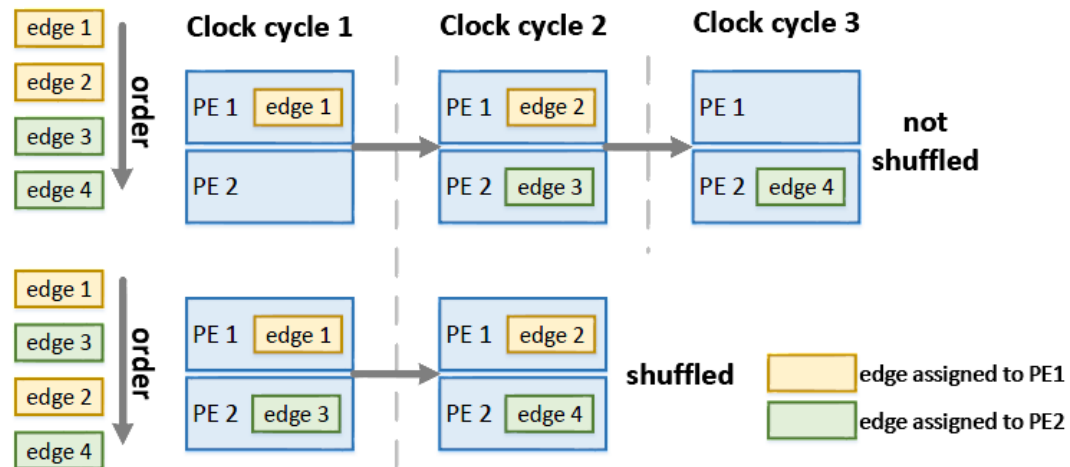 edge 1
edge 2
edge 3
edge 4
order
Clock cycle 1
Clock cycle 2
Clock cycle 3
PE 1 edge 1
PE 2
PE 1 edge 2
PE 2 edge 3
PE 1
PE 2 edge 4
not
shuffled
edge 1
edge 3
edge 2
edge 4
order
PE 1 edge 1
PE 2 edge 3
PE 1 edge 2
PE 2 edge 4
shuffled
edge assigned to PE1
edge assigned to PE2